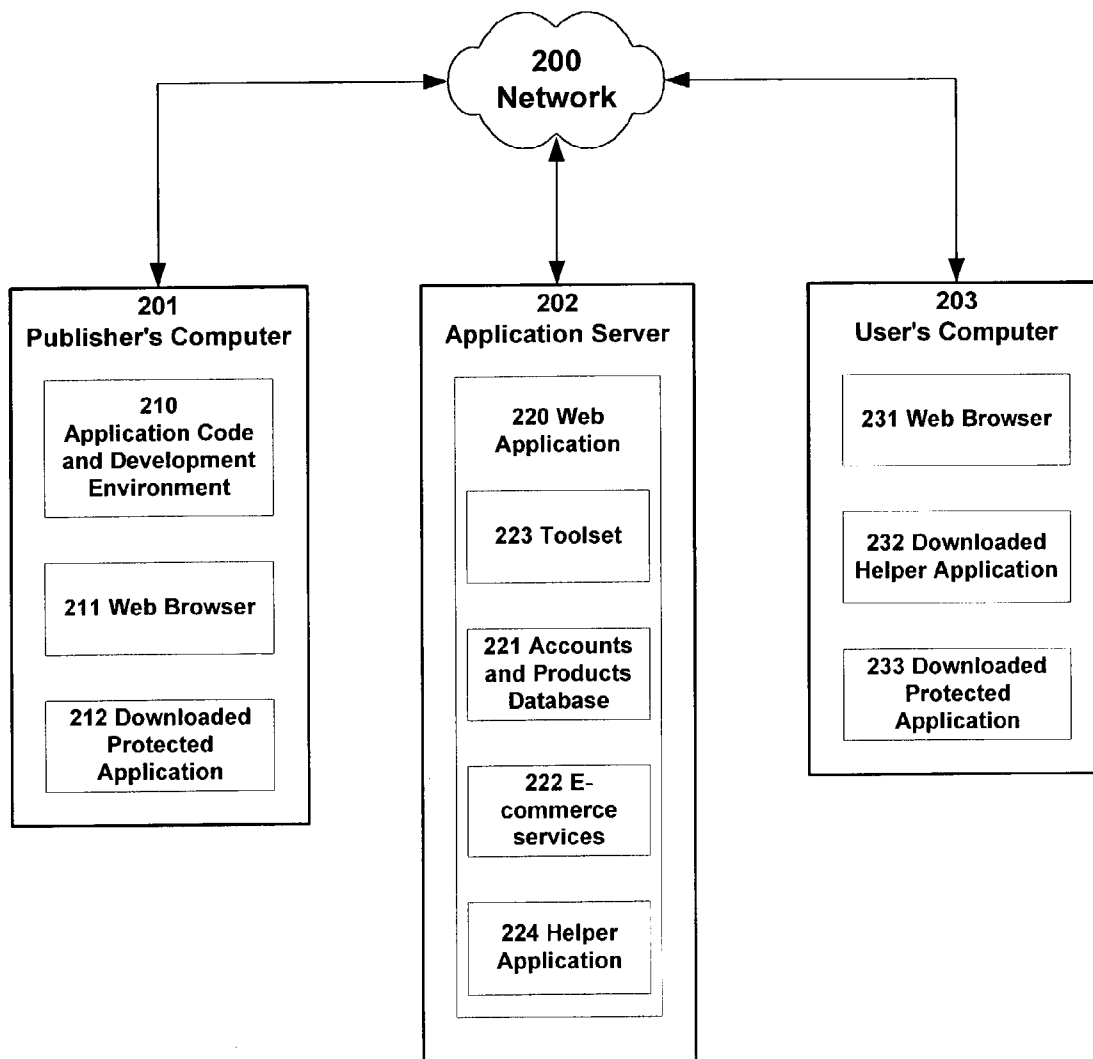 200
Network
201
Publisher's Computer
210
Application Code
and Development
Environment
211 Web Browser
212 Downloaded
Protected
Application
202
Application Server
220 Web
Application
223 Toolset
221 Accounts
and Products
Database
222 E-
commerce
services
224 Helper
Application
203
User's Computer
231 Web Browser
232 Downloaded
Helper Application
233 Downloaded
Protected
Application